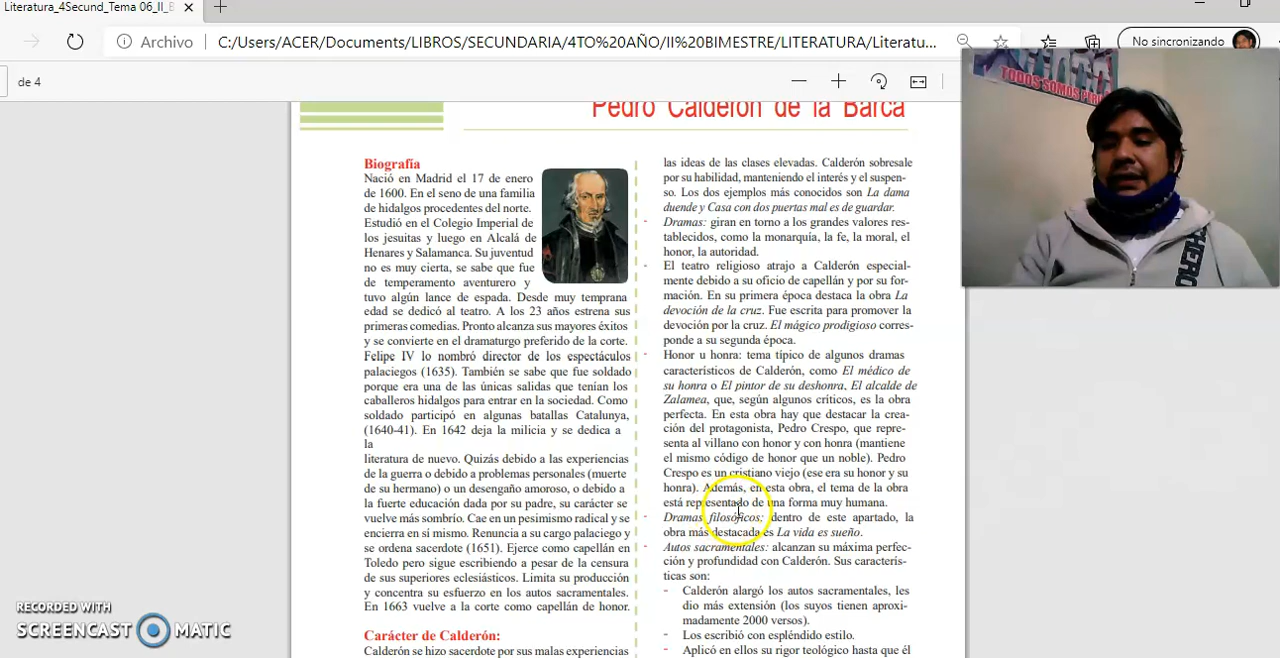 Literatura_4Secund_Tema 06_II_B
Archivo
C:/Users/ACER/Documents/LIBROS/SECUNDARIA/4TO%20AÑO/II%20BIMESTRE/LITERATURA/Literatu...
No sincronizando
de 4
TODOS SOMOS PERÚ
Pedro Calderón de la Barca
Biografía
Nació en Madrid el 17 de enero
de 1600. En el seno de una familia
de hidalgos procedentes del norte.
Estudió en el Colegio Imperial de
los jesuitas y luego en Alcalá de
Henares y Salamanca. Su juventud
no es muy cierta, se sabe que fue
de temperamento aventurero y
tuvo algún lance de espada. Desde muy temprana
edad se dedicó al teatro. A los 23 años estrena sus
primeras comedias. Pronto alcanza sus mayores éxitos
y se convierte en el dramaturgo preferido de la corte.
Felipe IV lo nombró director de los espectáculos
palaciegos (1635). También se sabe que fue soldado
porque era una de las únicas salidas que tenían los
caballeros hidalgos para entrar en la sociedad. Como
soldado participó en algunas batallas Catalunya,
(1640-41). En 1642 deja la milicia y se dedica a
la
literatura de nuevo. Quizás debido a las experiencias
de la guerra o debido a problemas personales (muerte
de su hermano) o un desengaño amoroso, o debido a
la fuerte educación dada por su padre, su carácter se
vuelve más sombrío. Cae en un pesimismo radical y se
encierra en sí mismo. Renuncia a su cargo palaciego y
se ordena sacerdote (1651). Ejerce como capellán en
Toledo pero sigue escribiendo a pesar de la censura
de sus superiores eclesiásticos. Limita su producción
y concentra su esfuerzo en los autos sacramentales.
En 1663 vuelve a la corte como capellán de honor.
Carácter de Calderón:
Calderón se hizo sacerdote por sus malas experiencias
las ideas de las clases elevadas. Calderón sobresale
por su habilidad, manteniendo el interés y el suspen-
so. Los dos ejemplos más conocidos son La dama
duende y Casa con dos puertas mal es de guardar.
- Dramas: giran en torno a los grandes valores res-
tablecidos, como la monarquía, la fe, la moral, el
honor, la autoridad.
- El teatro religioso atrajo a Calderón especial-
mente debido a su oficio de capellán y por su for-
mación. En su primera época destaca la obra La
devoción de la cruz. Fue escrita para promover la
devoción por la cruz. El mágico prodigioso corres-
ponde a su segunda época.
- Honor u honra: tema típico de algunos dramas
característicos de Calderón, como El médico de
su honra o El pintor de su deshonra. El alcalde de
Zalamea, que, según algunos críticos, es la obra
perfecta. En esta obra hay que destacar la crea-
ción del protagonista, Pedro Crespo, que repre-
senta al villano con honor y con honra (mantiene
el mismo código de honor que un noble). Pedro
Crespo es un cristiano viejo (ese era su honor y su
honra). Además, en esta obra, el tema de la obra
está representado de una forma muy humana.
- Dramas filosóficos: dentro de este apartado, la
obra más destacada es La vida es sueño.
- Autos sacramentales: alcanzan su máxima perfec-
ción y profundidad con Calderón. Sus caracterís-
ticas son:
- Calderón alargó los autos sacramentales, les
dio más extensión (los suyos tienen aproxi-
madamente 2000 versos).
- Los escribió con espléndido estilo.
- Aplicó en ellos su rigor teológico hasta que él
RECORDED WITH
SCREENCAST MATIC